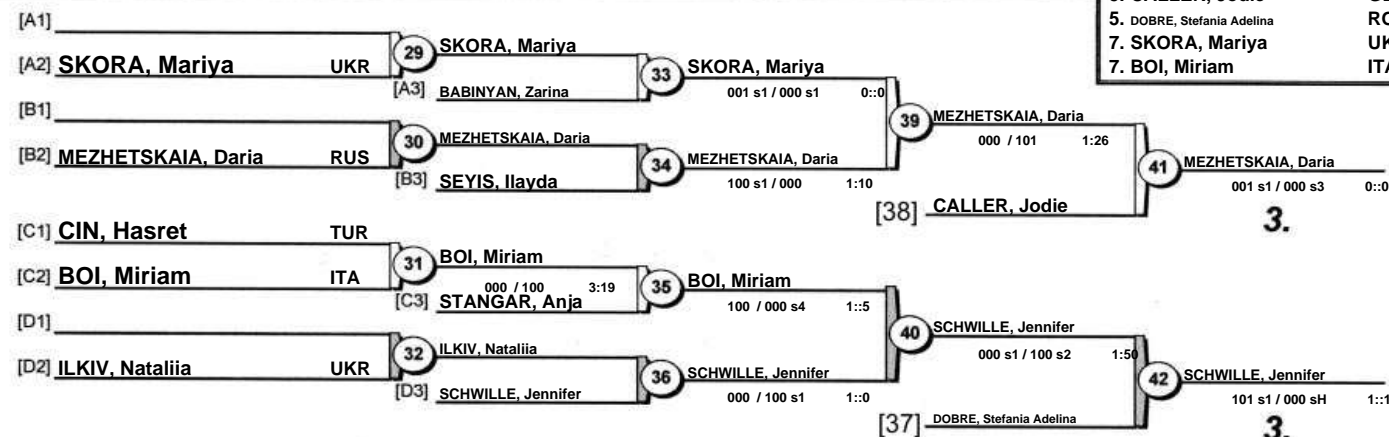 5. DOBRE, Stefania Adelina
7. SKORA, Mariya
7. BOI, Miriam
[A1]
[A2] SKORA, Mariya UKR
29
SKORA, Mariya
[A3] BABINYAN, Zarina
33
SKORA, Mariya
001 s1 / 000 s1 0::0
[B1]
[B2] MEZHETSKAIA, Daria RUS
30
MEZHETSKAIA, Daria
[B3] SEYIS, Ilayda
34
MEZHETSKAIA, Daria
100 s1 / 000 1:10
39
MEZHETSKAIA, Daria
000 / 101 1:26
[38] CALLER, Jodie
41
MEZHETSKAIA, Daria
001 s1 / 000 s3 0::0
3.
[C1] CIN, Hasret TUR
[C2] BOI, Miriam ITA
31
BOI, Miriam
000 / 100 3:19
[C3] STANGAR, Anja
35
BOI, Miriam
100 / 000 s4 1::5
[D1]
[D2] ILKIV, Nataliia UKR
32
ILKIV, Nataliia
[D3] SCHWILLE, Jennifer
36
SCHWILLE, Jennifer
000 / 100 s1 1::0
40
SCHWILLE, Jennifer
000 s1 / 100 s2 1:50
[37] DOBRE, Stefania Adelina
42
SCHWILLE, Jennifer
101 s1 / 000 sH
3.